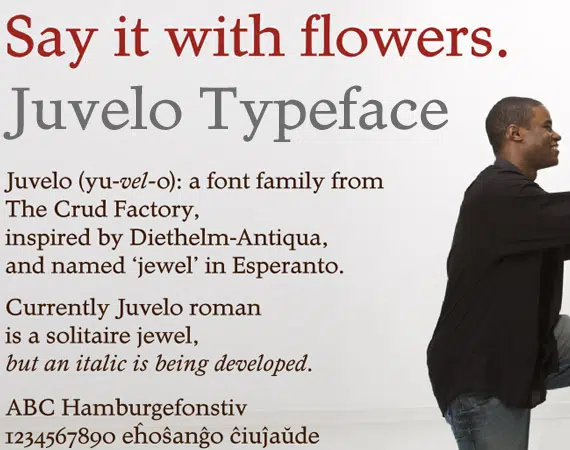 Say it with flowers.
Juvelo Typeface
Juvelo (yu-vel-o): a font family from
The Crud Factory,
inspired by Diethelm-Antiqua,
and named ‘jewel’ in Esperanto.
Currently Juvelo roman
is a solitaire jewel,
but an italic is being developed.
ABC Hamburgefonstiv
1234567890 eĥoŝanĝo ĉiuĵaŭde